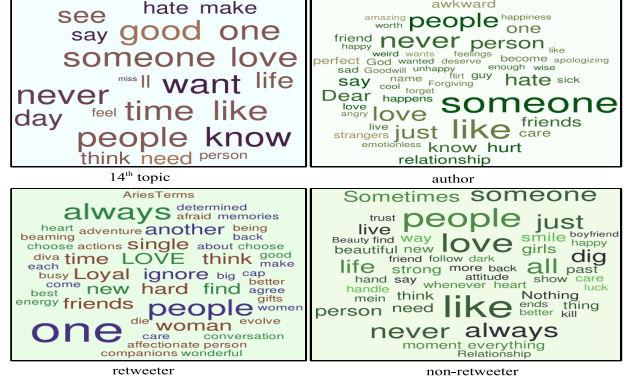 hate make
see
say good one
someone love
miss ll want life
never
day feel time like
people know
think need person
14th topic
awkward
amazing people happiness
worth one
friend never person
happy like
weird wants feelings
perfect God wanted deserve become apologizing
sad Goodwill unhappy enough wise
say name flirt guy hate sick
cool Forgiving
Dear forget
happens someone
love
angry love friends
live just like care
strangers
emotionless know hurt
relationship
author
AriesTerms
always determined
afraid memories
heart adventure another being
beaming back
choose actions single about choose
diva time LOVE think good
each make
busy Loyal ignore big cap
come better
best new hard find agree
energy friends gifts
people women
one die woman evolve
care conversation
affectionate person
companions wonderful
retweeter
Sometimes someone
trust people just
live
Beauty find way love smile boyfriend
beautiful new girls happy
friend follow dark dig
life strong more back all past
hand say attitude show care
handle whenever heart luck
mein think like Nothing
person need ends thing
better kill
never always
moment everything
Relationship
non-retweeter